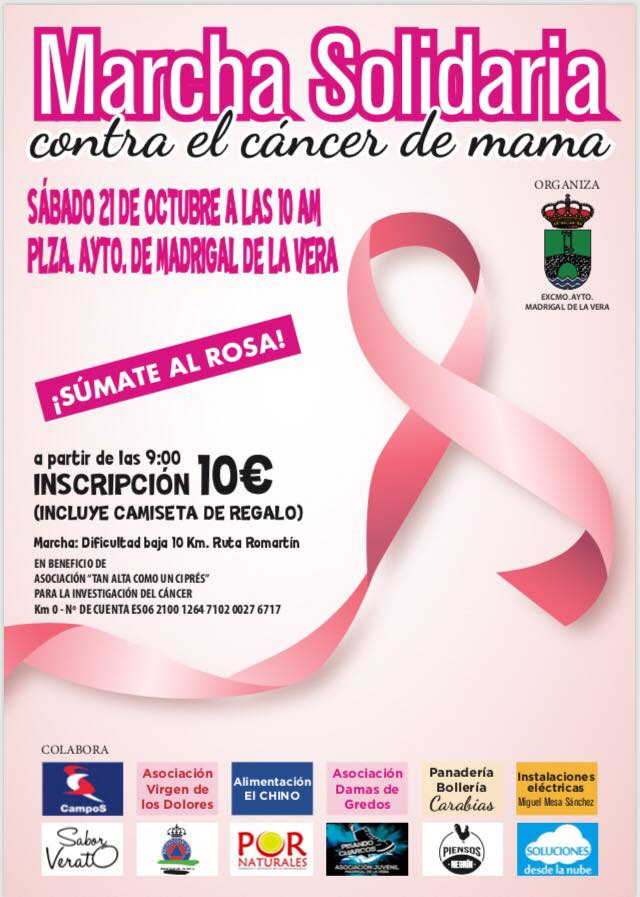 Marcha Solidaria
contra el cáncer de mama
SÁBADO 21 DE OCTUBRE A LAS 10 AM
PLZA. AYTO. DE MADRIGAL DE LA VERA
ORGANIZA
EXCMO. AYTO.
MADRIGAL DE LA VERA
¡SÚMATE AL ROSA!
a partir de las 9:00
INSCRIPCIÓN 10€
(INCLUYE CAMISETA DE REGALO)
Marcha: Dificultad baja 10 Km. Ruta Romartín
EN BENEFICIO DE
ASOCIACIÓN "TAN ALTA COMO UN CIPRÉS"
PARA LA INVESTIGACIÓN DEL CÁNCER
Km 0 - Nº DE CUENTA ES06 2100 1264 7102 0027 6717
COLABORA
CampoS
Asociación
Virgen de
los Dolores
Alimentación
El CHINO
Asociación
Damas de
Gredos
Panadería
Bollería
Carabias
Instalaciones
eléctricas
Miguel Mesa Sánchez
Sabor
Verato
POR
NATURALES
PISANDO
CHARCOS
ASOCIACIÓN JUVENIL
MADRIGAL DE LA VERA
PIENSOS
NEGRÍN
SOLUCIONES
desde la nube